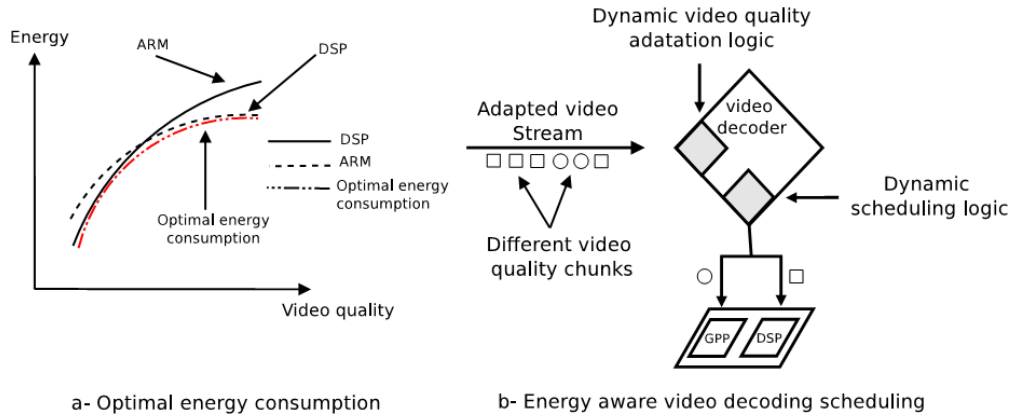 Energy
ARM
DSP
DSP
ARM
Optimal energy
consumption
Optimal energy
consumption
Video quality
a- Optimal energy consumption
Dynamic video quality
adatation logic
Adapted video
Stream
video
decoder
Dynamic
scheduling logic
Different video
quality chunks
GPP
DSP
b- Energy aware video decoding scheduling